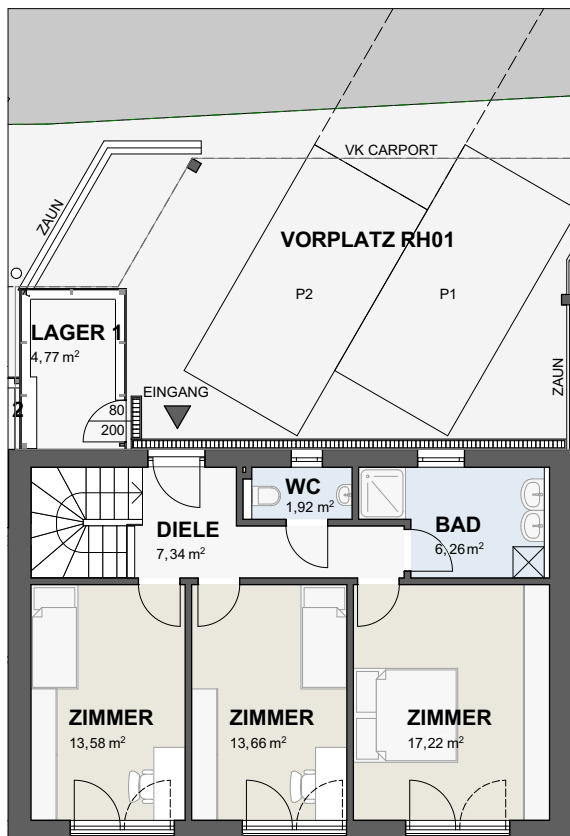 VK CARPORT
ZAUN
VORPLATZ RH01
P2
P1
LAGER 1
4,77 m²
EINGANG
ZAUN
2
80
200
WC
1,92 m²
DIELE
7,34 m²
BAD
6,26 m²
ZIMMER
13,58 m²
ZIMMER
13,66 m²
ZIMMER
17,22 m²